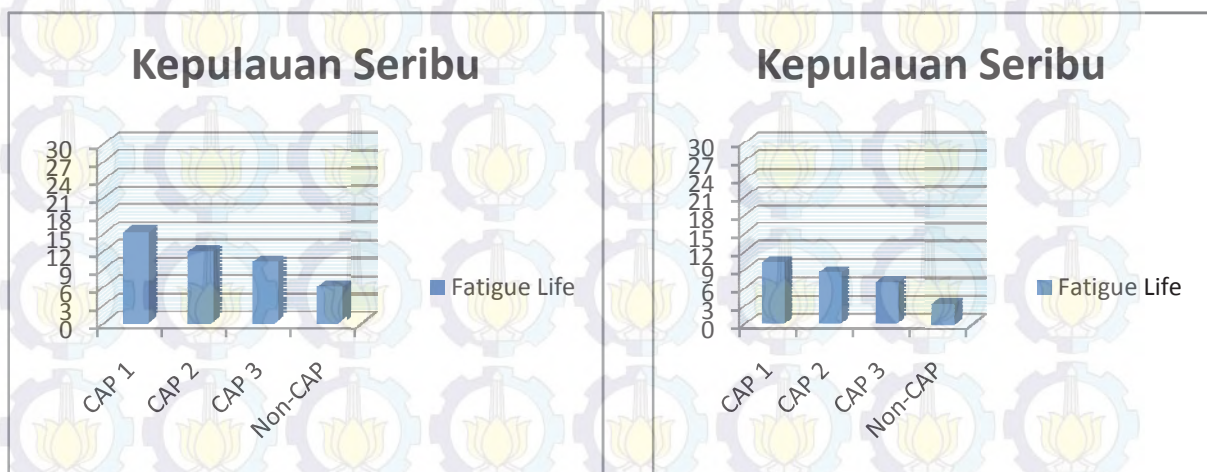 Kepulauan Seribu
30
27
24
21
18
15
12
9
6
3
0
CAP 1
CAP 2
CAP 3
Non-CAP
Fatigue Life
Kepulauan Seribu
30
27
24
21
18
15
12
9
6
3
0
CAP 1
CAP 2
CAP 3
Non-CAP
Fatigue Life